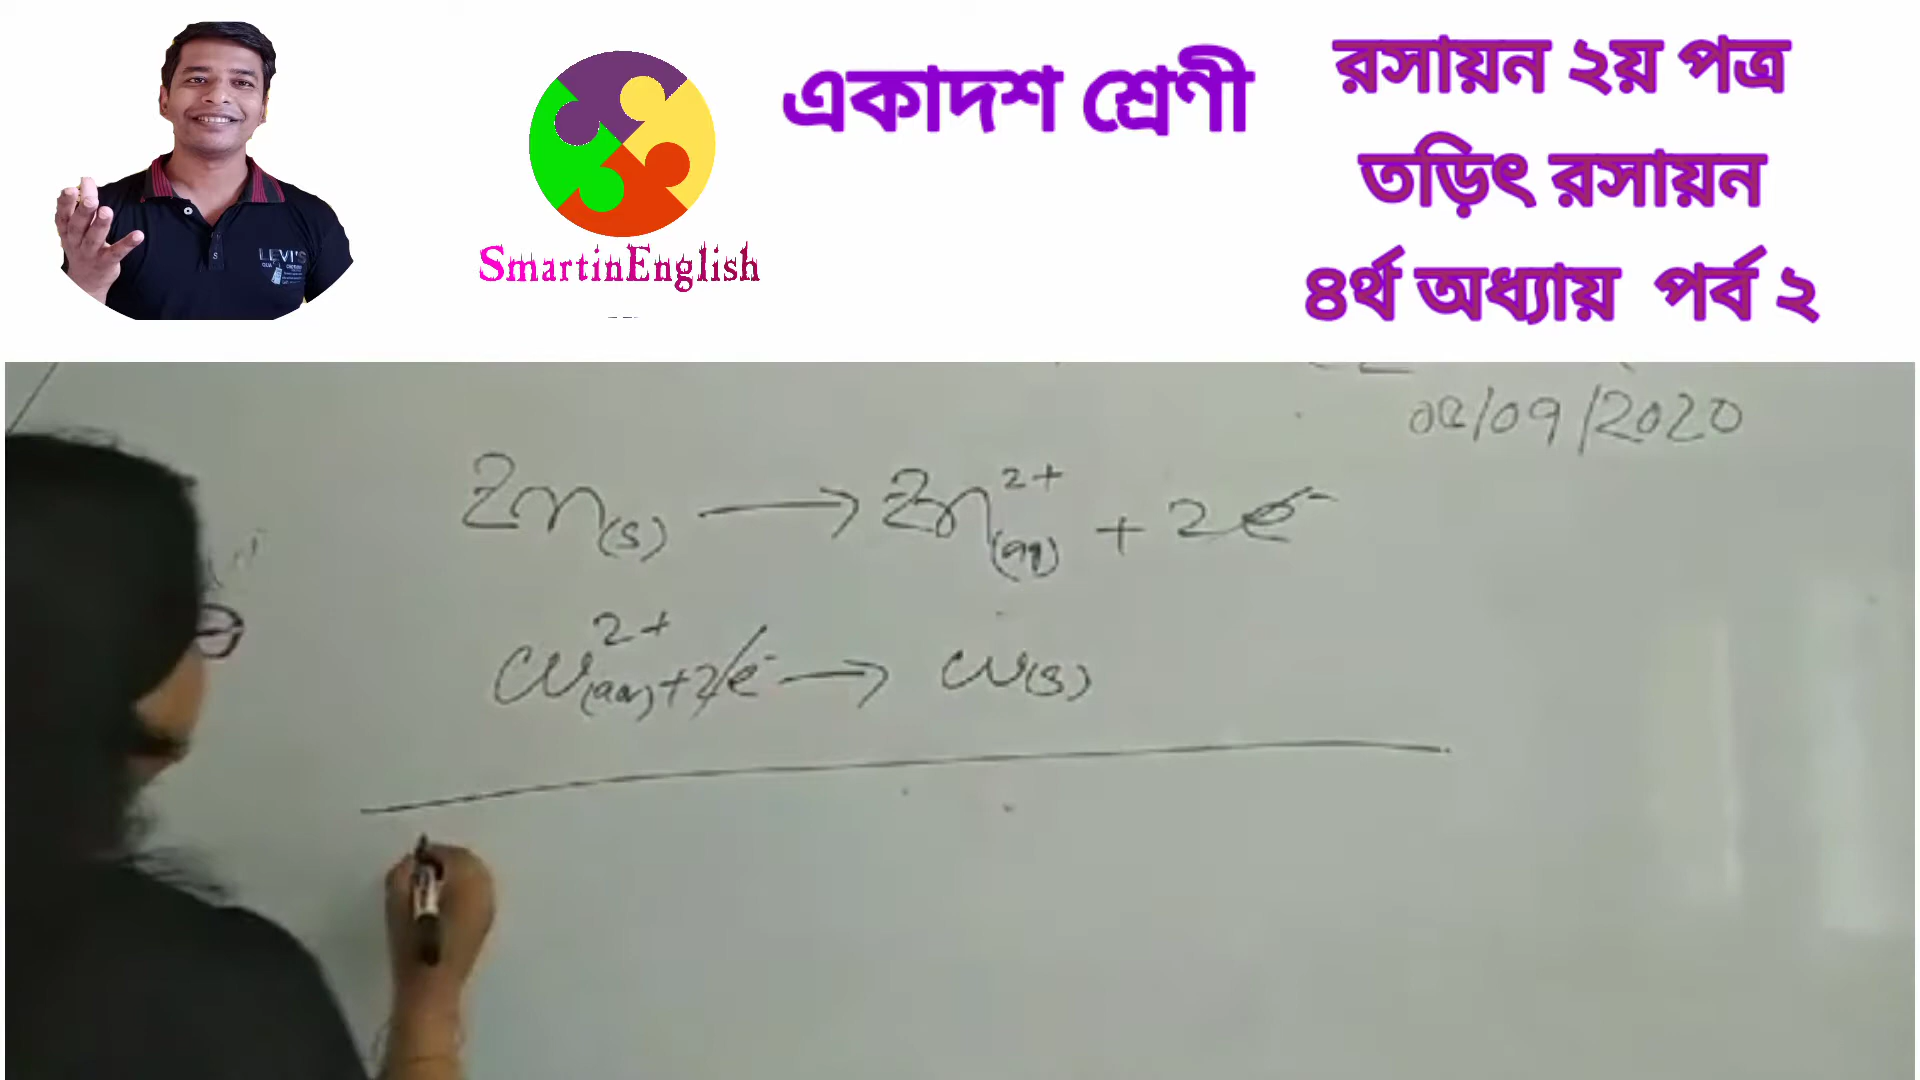 একাদশ শ্রেণী
রসায়ন ২য় পত্র
তড়িৎ রসায়ন
৪র্থ অধ্যায় পর্ব ২
SmartinEnglish
LEVI'S
/09/2020
Zn(s) → Zn²⁺(aq) + 2e⁻
Cu²⁺(aq) + 2e⁻ → Cu(s)